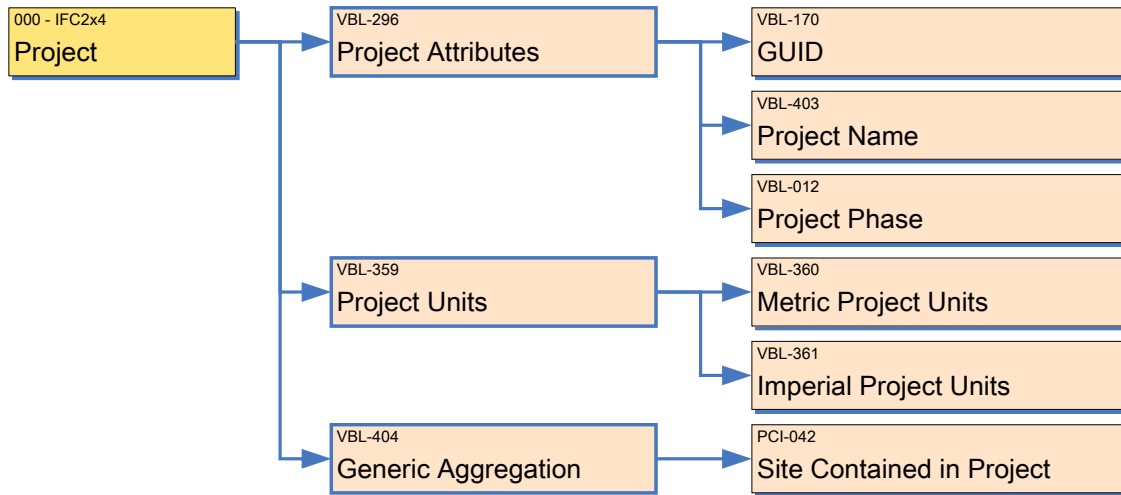 000 - IFC2x4
Project
VBL-296
Project Attributes
VBL-170
GUID
VBL-403
Project Name
VBL-012
Project Phase
VBL-359
Project Units
VBL-360
Metric Project Units
VBL-361
Imperial Project Units
VBL-404
Generic Aggregation
PCI-042
Site Contained in Project